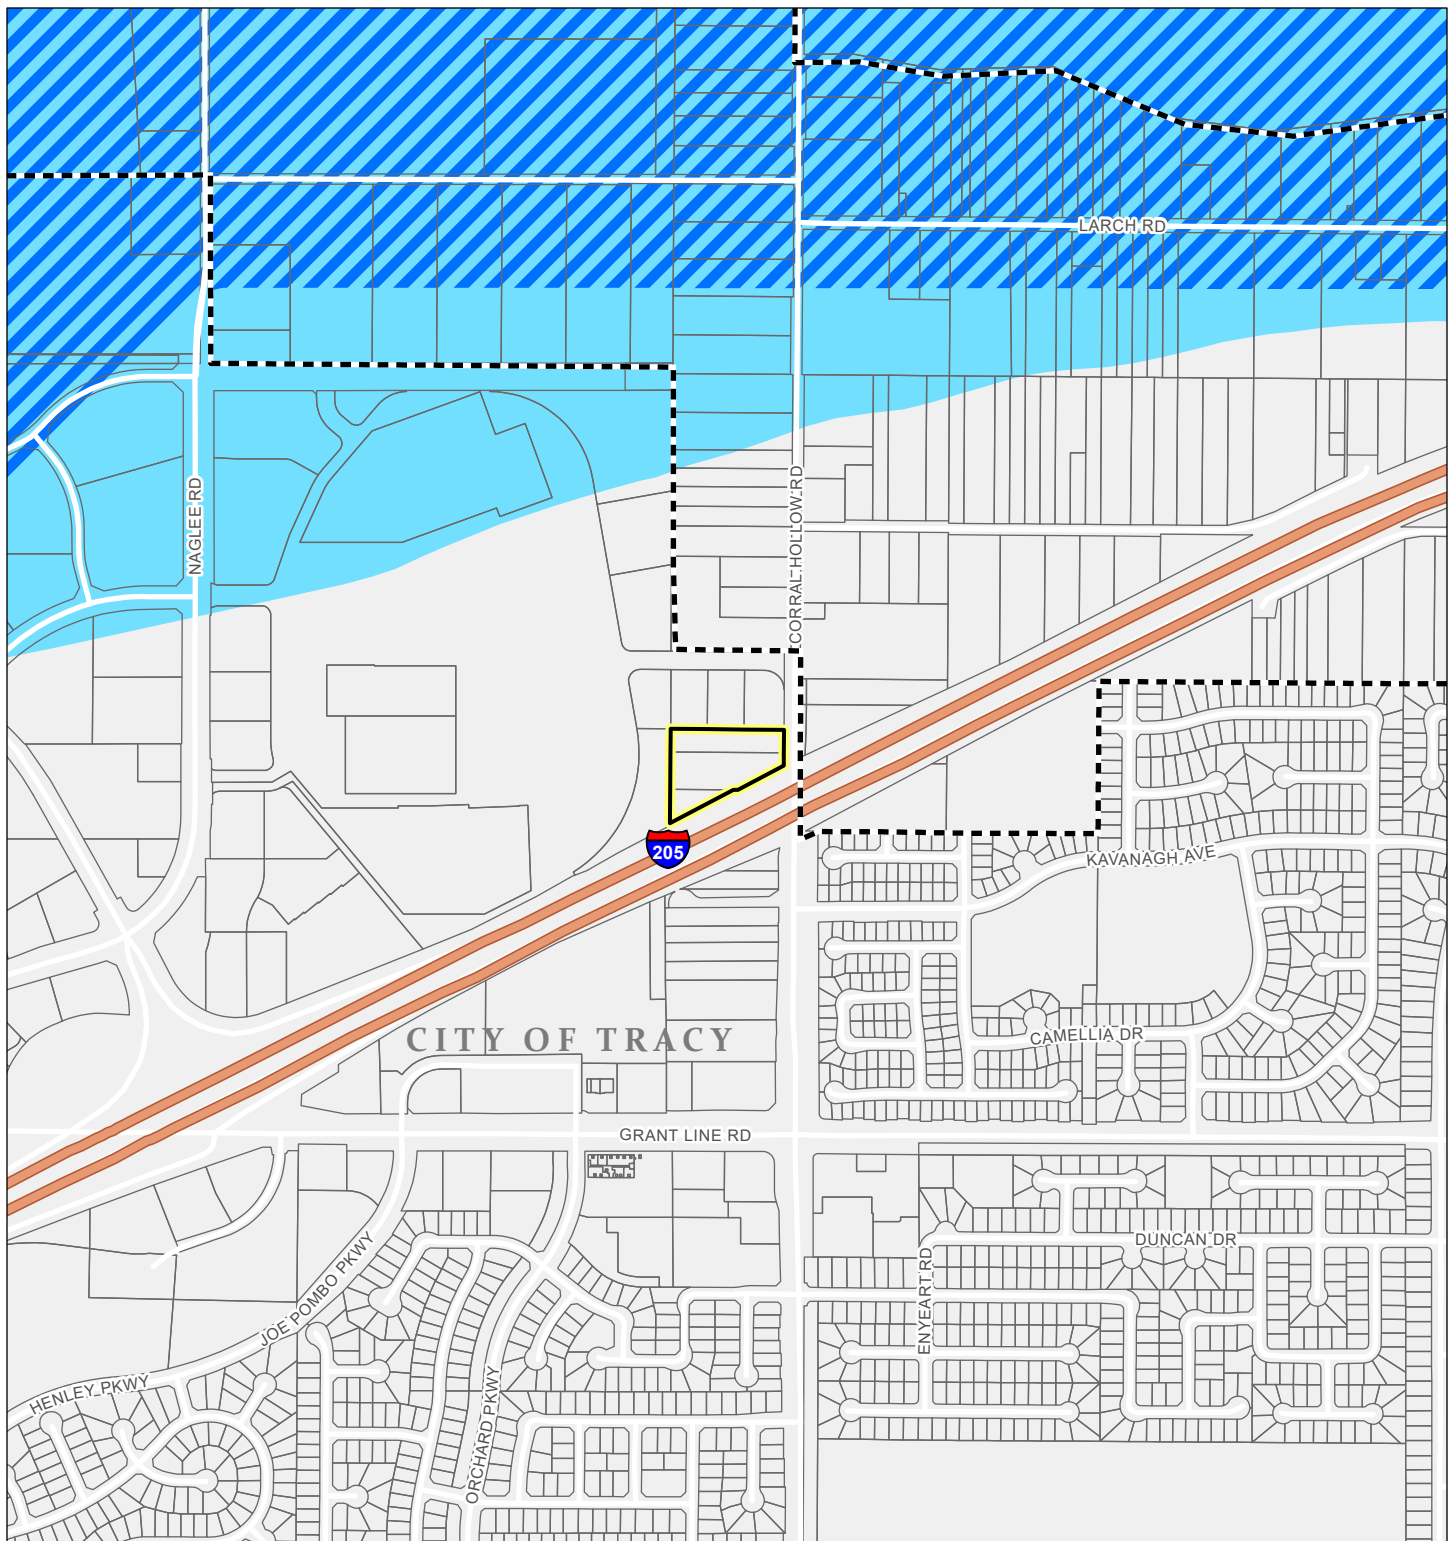 LARCH RD
NAGLEE RD
CORRAL HOLLOW RD
205
KAVANAGH AVE
CITY OF TRACY
CAMELLIA DR
GRANT LINE RD
DUNCAN DR
ENYEART RD
JOE POMBO PKWY
HENLEY PKWY
ORCHARD PKWY